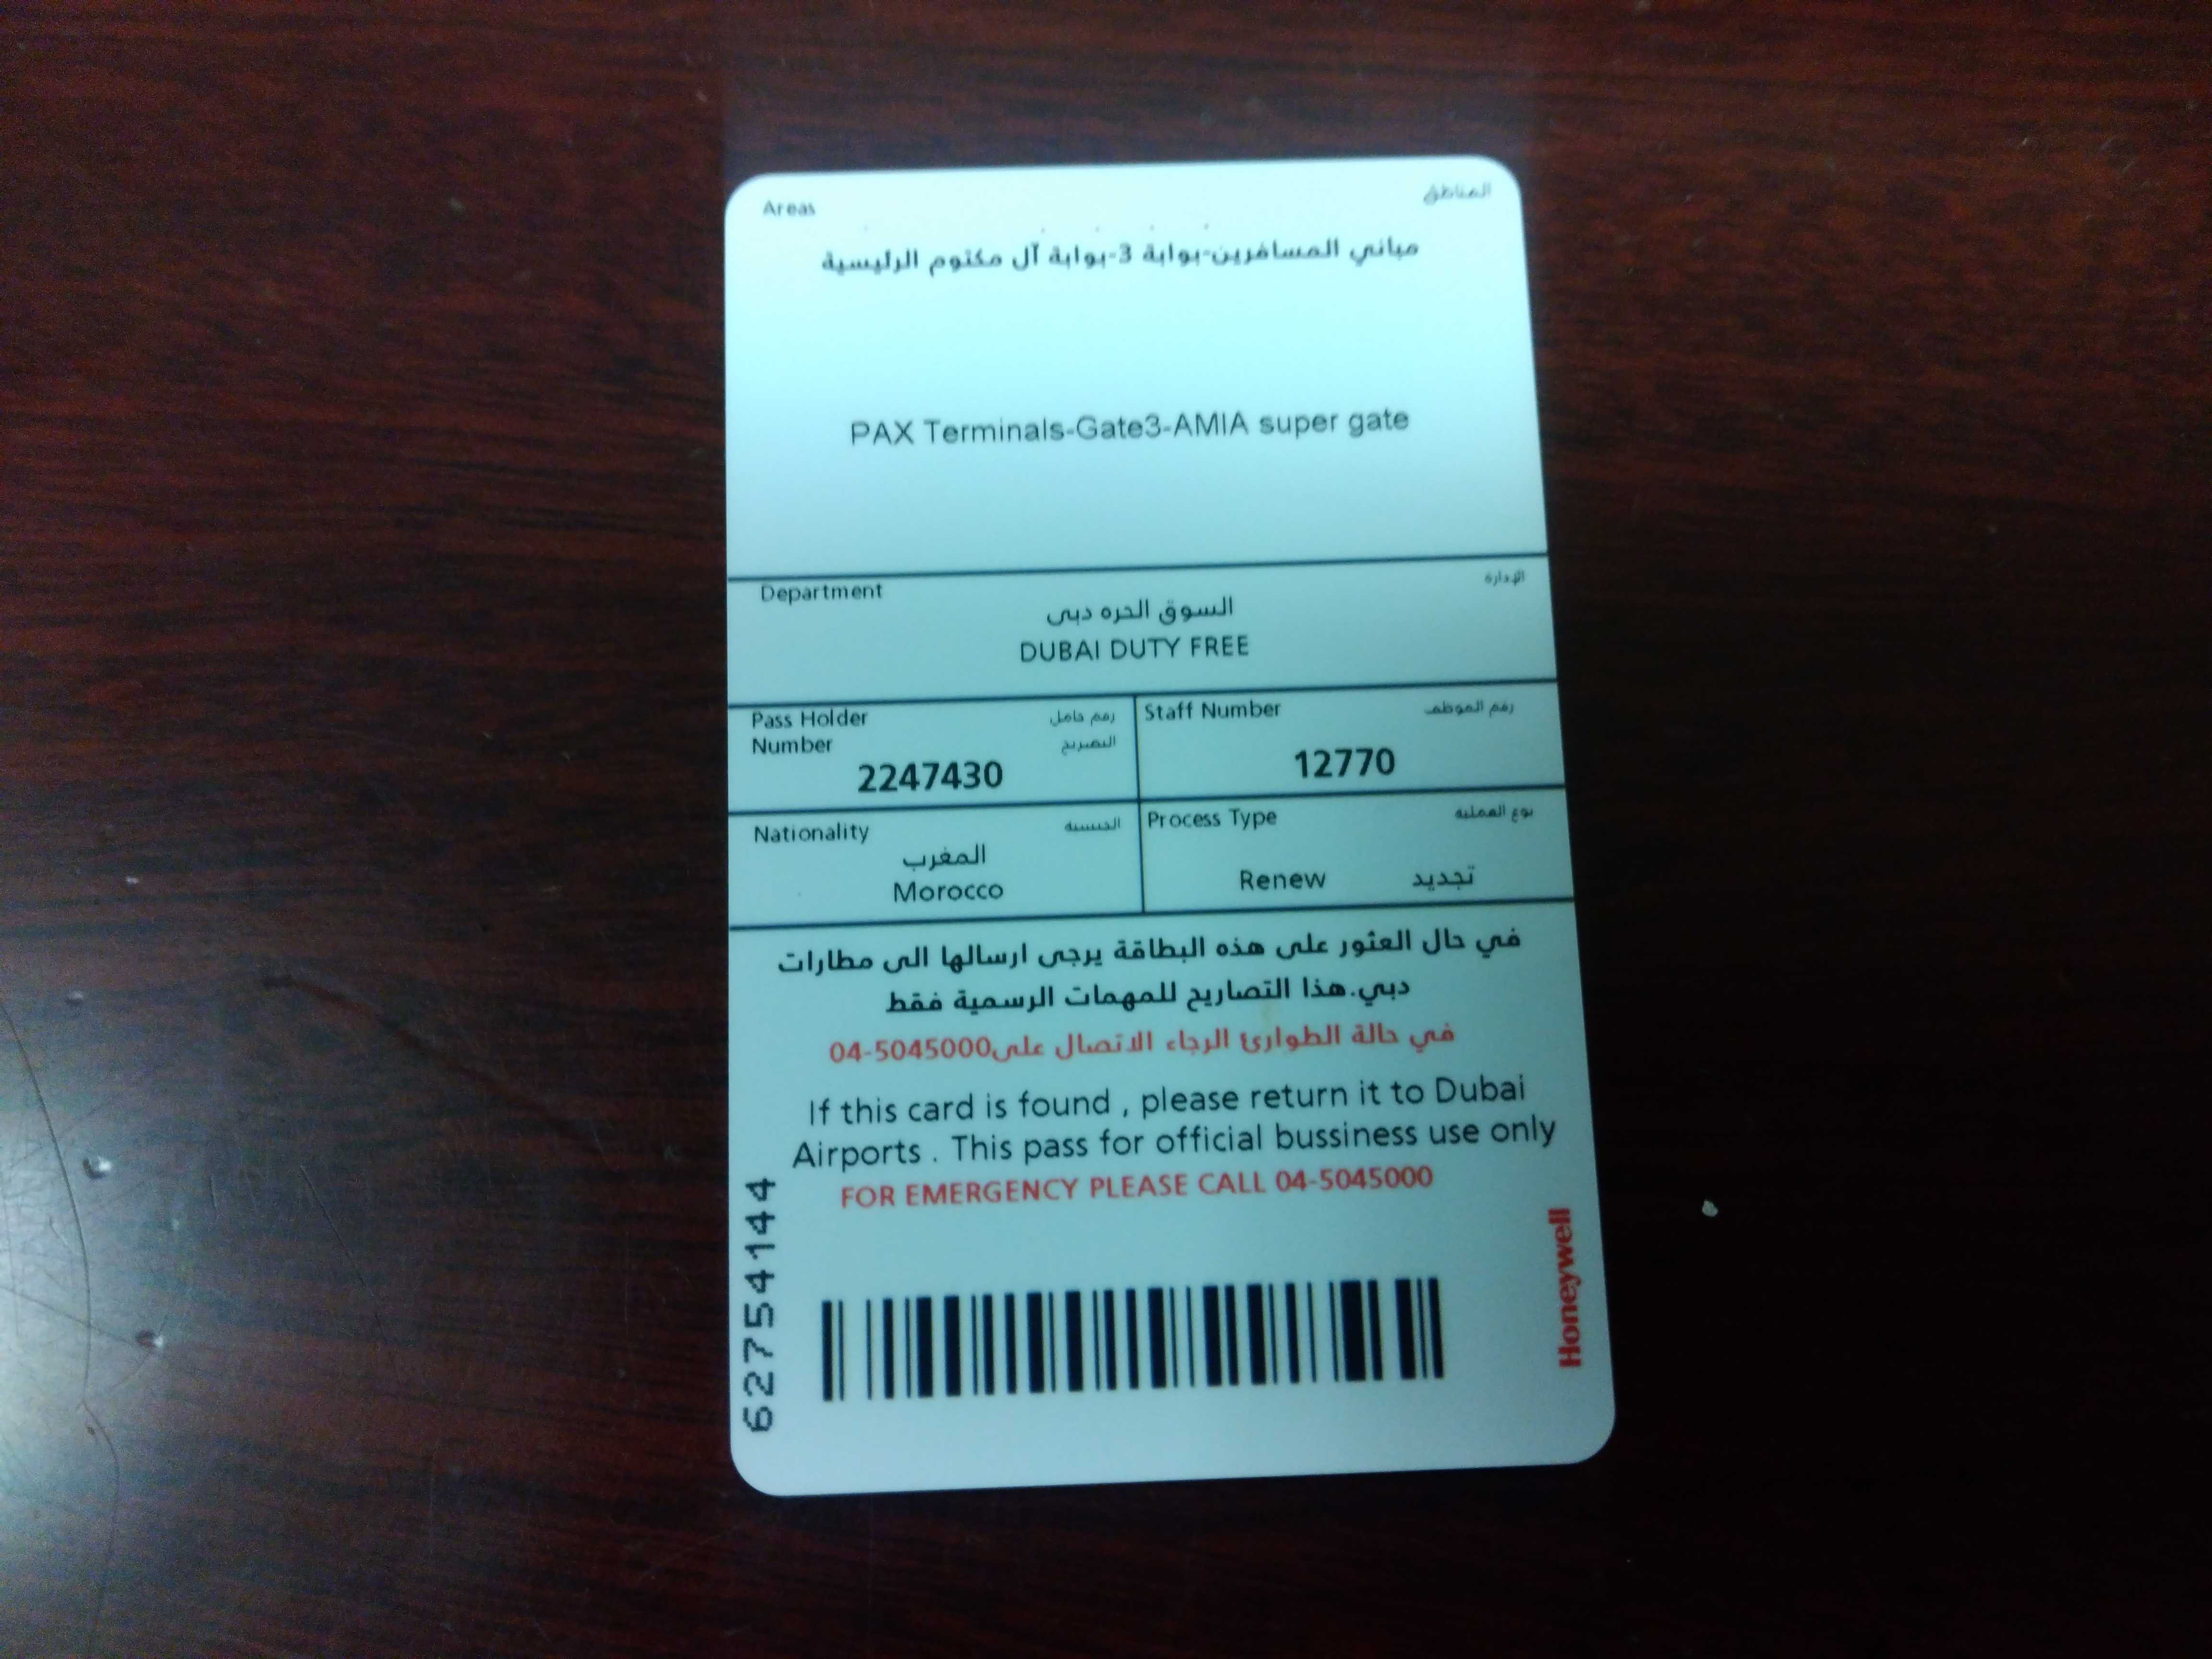 Areas المناطق
مباني المسافرين-بوابة 3-بوابة آل مكتوم الرئيسية
PAX Terminals-Gate3-AMIA super gate
Department الإدارة
السوق الحره دبى
DUBAI DUTY FREE
Pass Holder رقم حامل
Number التصريح
2247430
Staff Number رقم الموظف
12770
Nationality الجنسية
المغرب
Morocco
Process Type نوع العملية
Renew تجديد
في حال العثور على هذه البطاقة يرجى ارسالها الى مطارات
دبي.هذا التصاريح للمهمات الرسمية فقط
في حالة الطوارئ الرجاء الاتصال على04-5045000
If this card is found , please return it to Dubai
Airports . This pass for official bussiness use only
FOR EMERGENCY PLEASE CALL 04-5045000
62754144
Honeywell